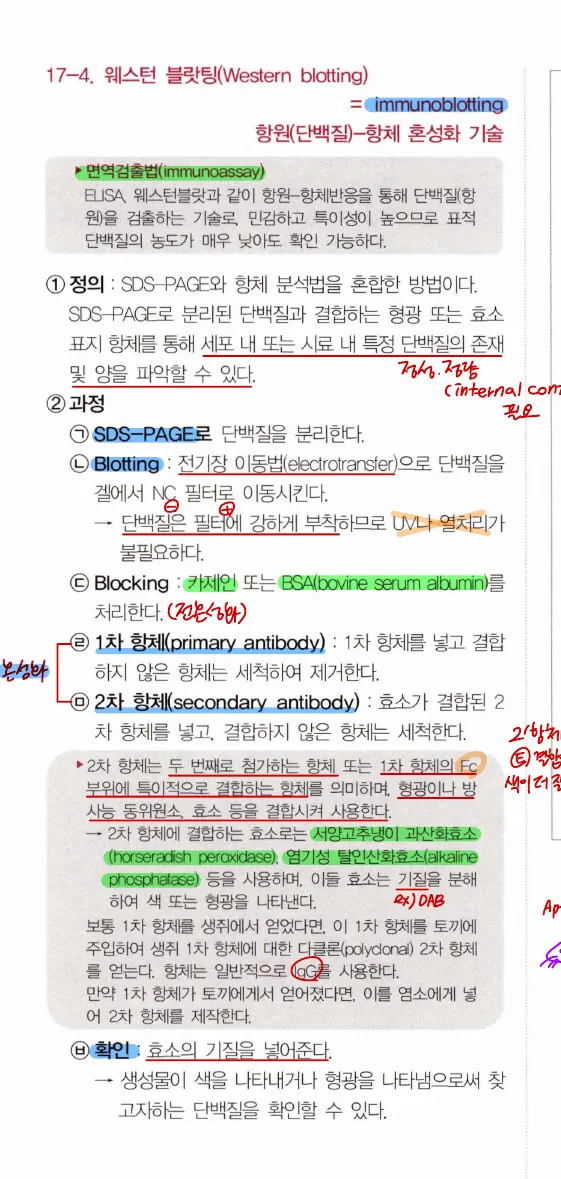 17-4. 웨스턴 블랏팅(Western blotting)
= immunoblotting
항원(단백질)-항체 혼성화 기술
▶면역검출법(immunoassay)
ELISA, 웨스턴블랏과 같이 항원-항체반응을 통해 단백질(항
원)을 검출하는 기술로, 민감하고 특이성이 높으므로 표적
단백질의 농도가 매우 낮아도 확인 가능하다.
① 정의 : SDS-PAGE와 항체 분석법을 혼합한 방법이다.
SDS-PAGE로 분리된 단백질과 결합하는 형광 또는 효소
표지 항체를 통해 세포 내 또는 시료 내 특정 단백질의 존재
및 양을 파악할 수 있다.
정성.정량
(internal con
필요
② 과정
㉠ SDS-PAGE로 단백질을 분리한다.
㉡ Blotting : 전기장 이동법(electrotransfer)으로 단백질을
겔에서 NC 필터로 이동시킨다.
⊖ ⊕
→ 단백질은 필터에 강하게 부착하므로 UV나 열처리가
불필요하다.
㉢ Blocking : 카제인 또는 BSA(bovine serum albumin)를
처리한다. (전혼성화)
㉣ 1차 항체(primary antibody) : 1차 항체를 넣고 결합
하지 않은 항체는 세척하여 제거한다.
혼성화
㉤ 2차 항체(secondary antibody) : 효소가 결합된 2
차 항체를 넣고, 결합하지 않은 항체는 세척한다.
▶2차 항체는 두 번째로 첨가하는 항체 또는 1차 항체의 Fc
부위에 특이적으로 결합하는 항체를 의미하며, 형광이나 방
사능 동위원소, 효소 등을 결합시켜 사용한다.
2'항체
색이 더
→ 2차 항체에 결합하는 효소로는 서양고추냉이 과산화효소
(horseradish peroxidase), 염기성 탈인산화효소(alkaline
phosphatase) 등을 사용하며, 이들 효소는 기질을 분해
하여 색 또는 형광을 나타낸다.
ex) DAB
보통 1차 항체를 생쥐에서 얻었다면, 이 1차 항체를 토끼에
주입하여 생쥐 1차 항체에 대한 다클론(polyclonal) 2차 항체
를 얻는다. 항체는 일반적으로 IgG를 사용한다.
만약 1차 항체가 토끼에게서 얻어졌다면, 이를 염소에게 넣
어 2차 항체를 제작한다.
㉥ 확인 : 효소의 기질을 넣어준다.
→ 생성물이 색을 나타내거나 형광을 나타냄으로써 찾
고자하는 단백질을 확인할 수 있다.